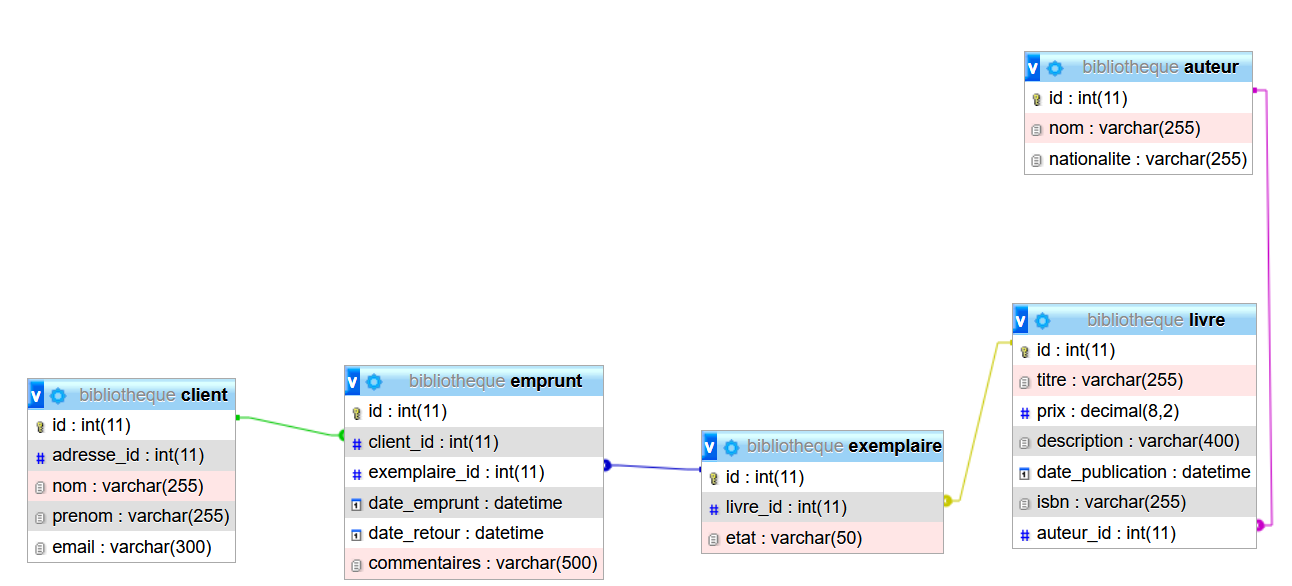 bibliotheque auteur
id : int(11)
nom : varchar(255)
nationalite : varchar(255)
bibliotheque livre
id : int(11)
titre : varchar(255)
prix : decimal(8,2)
description : varchar(400)
date_publication : datetime
isbn : varchar(255)
auteur_id : int(11)
bibliotheque client
id : int(11)
adresse_id : int(11)
nom : varchar(255)
prenom : varchar(255)
email : varchar(300)
bibliotheque emprunt
id : int(11)
client_id : int(11)
exemplaire_id : int(11)
date_emprunt : datetime
date_retour : datetime
commentaires : varchar(500)
bibliotheque exemplaire
id : int(11)
livre_id : int(11)
etat : varchar(50)